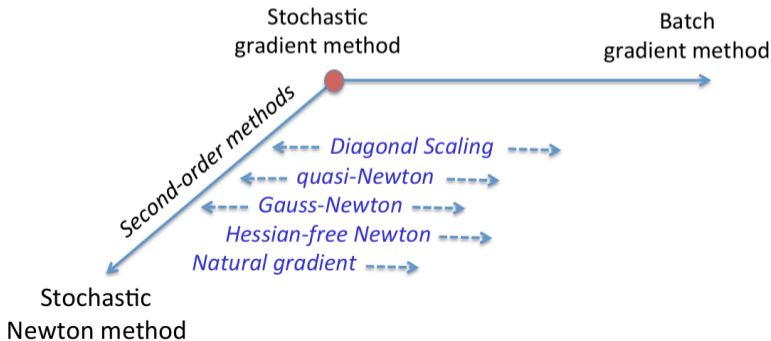 Stochastic
gradient method
Batch
gradient method
Second-order methods
Diagonal Scaling
quasi-Newton
Gauss-Newton
Hessian-free Newton
Natural gradient
Stochastic
Newton method